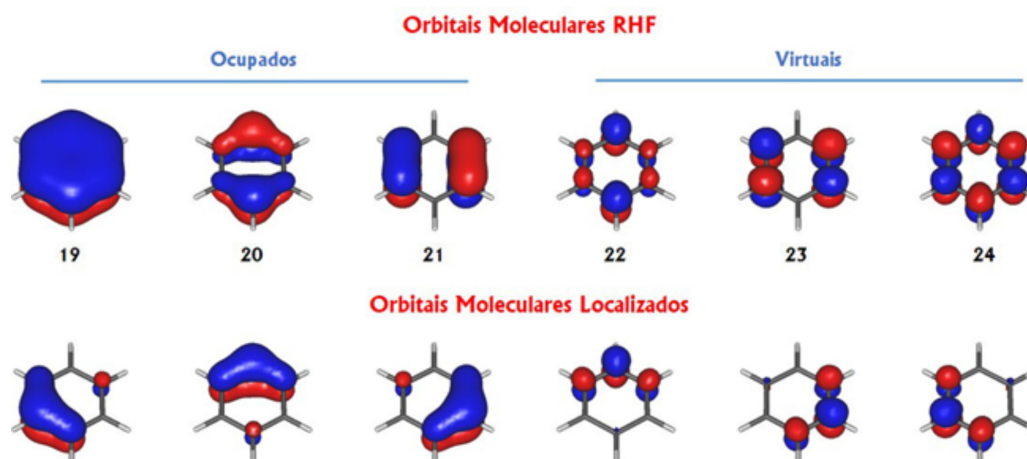 Orbitais Moleculares RHF
Ocupados Virtuais
19 20 21 22 23 24
Orbitais Moleculares Localizados